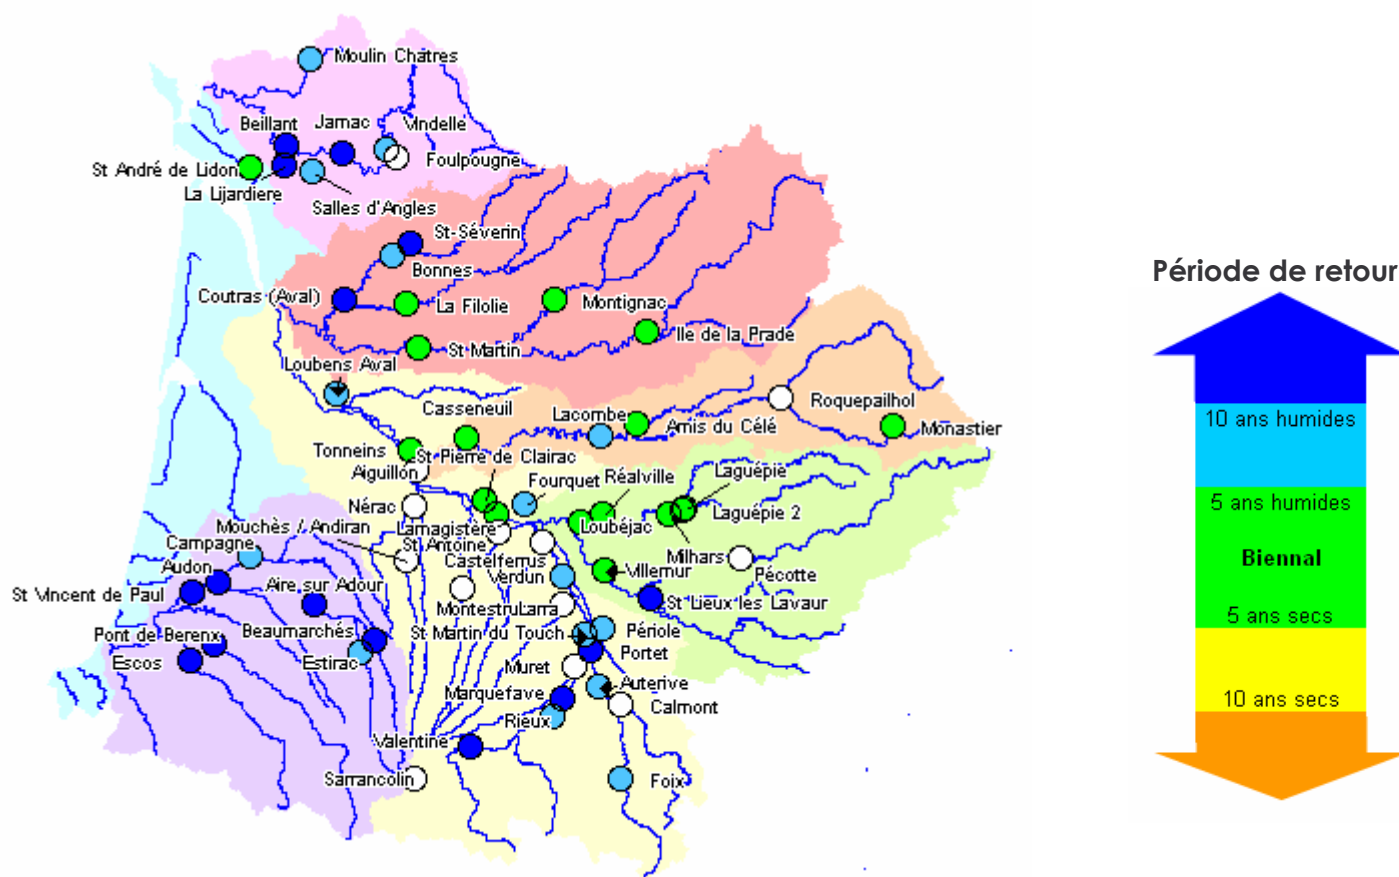 Moulin Châtres
Beillant
Jarnac
Vindelle
Foulpougne
St André de Lidon
La Lijardiere
Salles d'Angles
St-Séverin
Bonnes
Coutras (Aval)
La Filolie
Montignac
Ile de la Prade
St Martin
Loubens Aval
Casseneuil
Lacombe
Amis du Célé
Roquepailhol
Monastier
Tonneins
St Pierre de Clairac
Aiguillon
Fourquet
Réalville
Laguépie
Nérac
Mouchès / Andiran
Lamagistère
Loubéjac
Laguépie 2
St Antoine
Milhars
Campagne
Castelferrus
Pécotte
Audon
Verdun
Villemur
St Vincent de Paul
Aire sur Adour
Montestruc
Larra
St Lieux les Lavaur
Pont de Berenx
Beaumarchés
St Martin du Touch
Périole
Escos
Estirac
Portet
Muret
Marquefave
Auterive
Calmont
Rieux
Valentine
Sarrancolin
Foix
Période de retour
10 ans humides
5 ans humides
Biennal
5 ans secs
10 ans secs